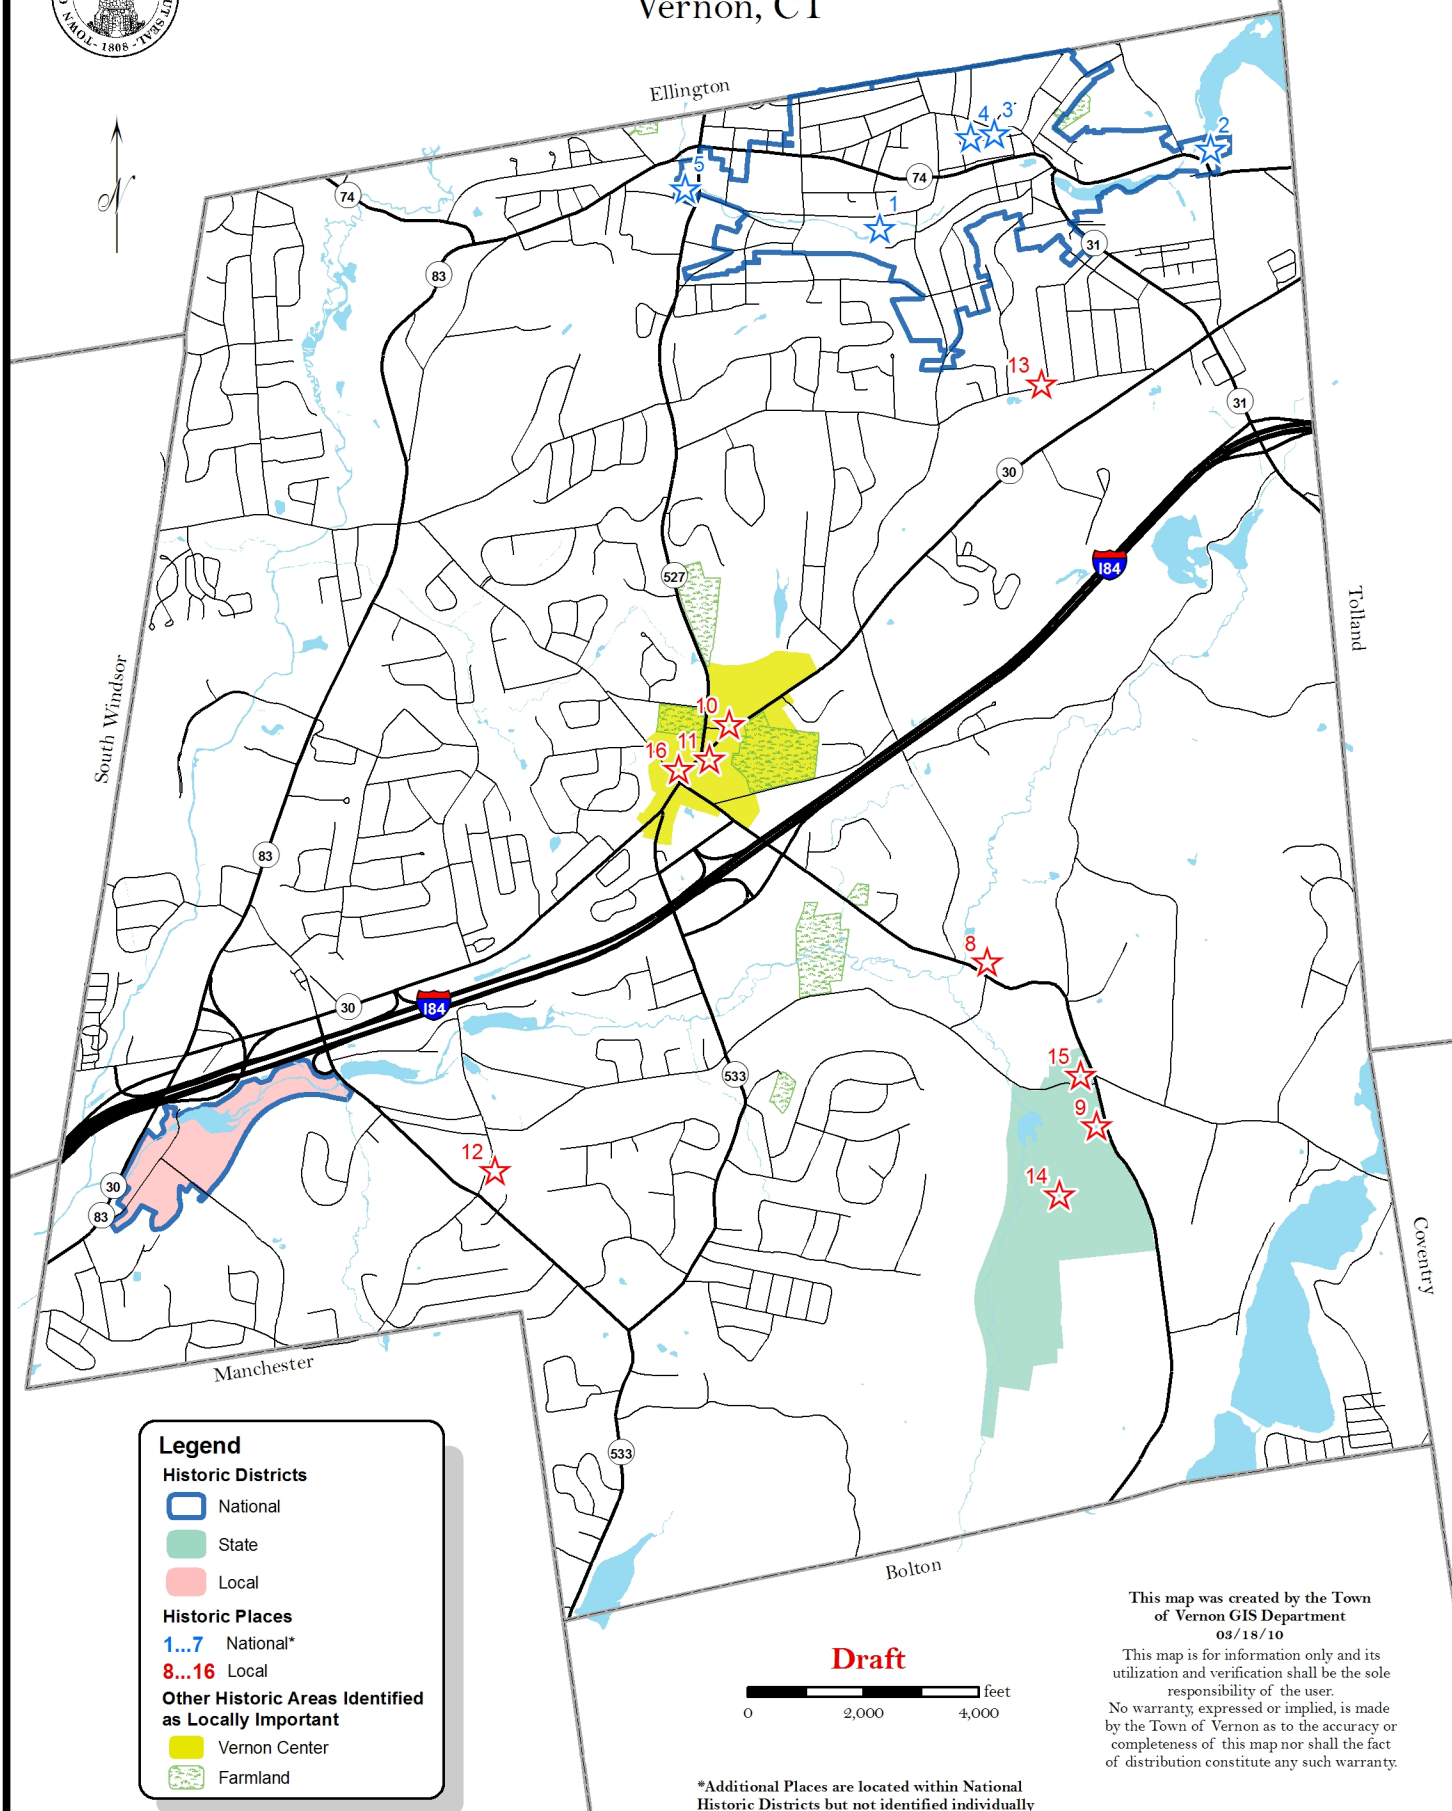 Vernon, CT
TOWN - 1808 -
UT SEAL
Ellington
N
4
3
2
5
74
1
74
83
31
13
31
30
527
I84
Tolland
South Windsor
10
11
16
83
8
30
I84
15
533
9
12
14
30
83
Coventry
Manchester
533
Bolton
Legend
Historic Districts
National
State
Local
Historic Places
1...7 National*
8...16 Local
Other Historic Areas Identified
as Locally Important
Vernon Center
Farmland
Draft
feet
0 2,000 4,000
*Additional Places are located within National
Historic Districts but not identified individually
This map was created by the Town
of Vernon GIS Department
03/18/10
This map is for information only and its
utilization and verification shall be the sole
responsibility of the user.
No warranty, expressed or implied, is made
by the Town of Vernon as to the accuracy or
completeness of this map nor shall the fact
of distribution constitute any such warranty.